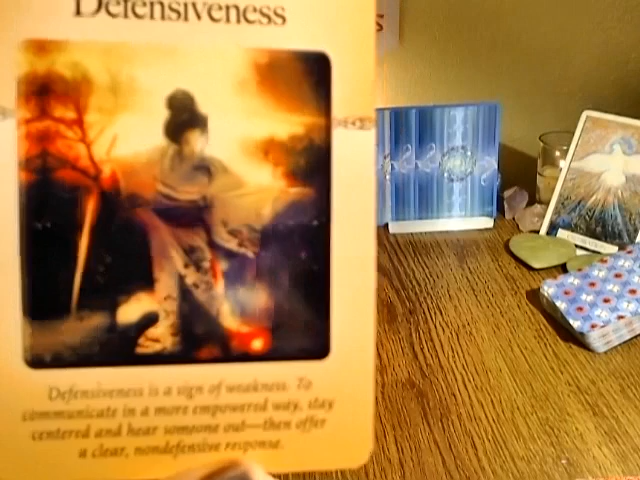 Defensiveness
Defensiveness is a sign of weakness. To
communicate in a more empowered way, stay
centered and hear someone out—then offer
a clear, nondefensive response.
S